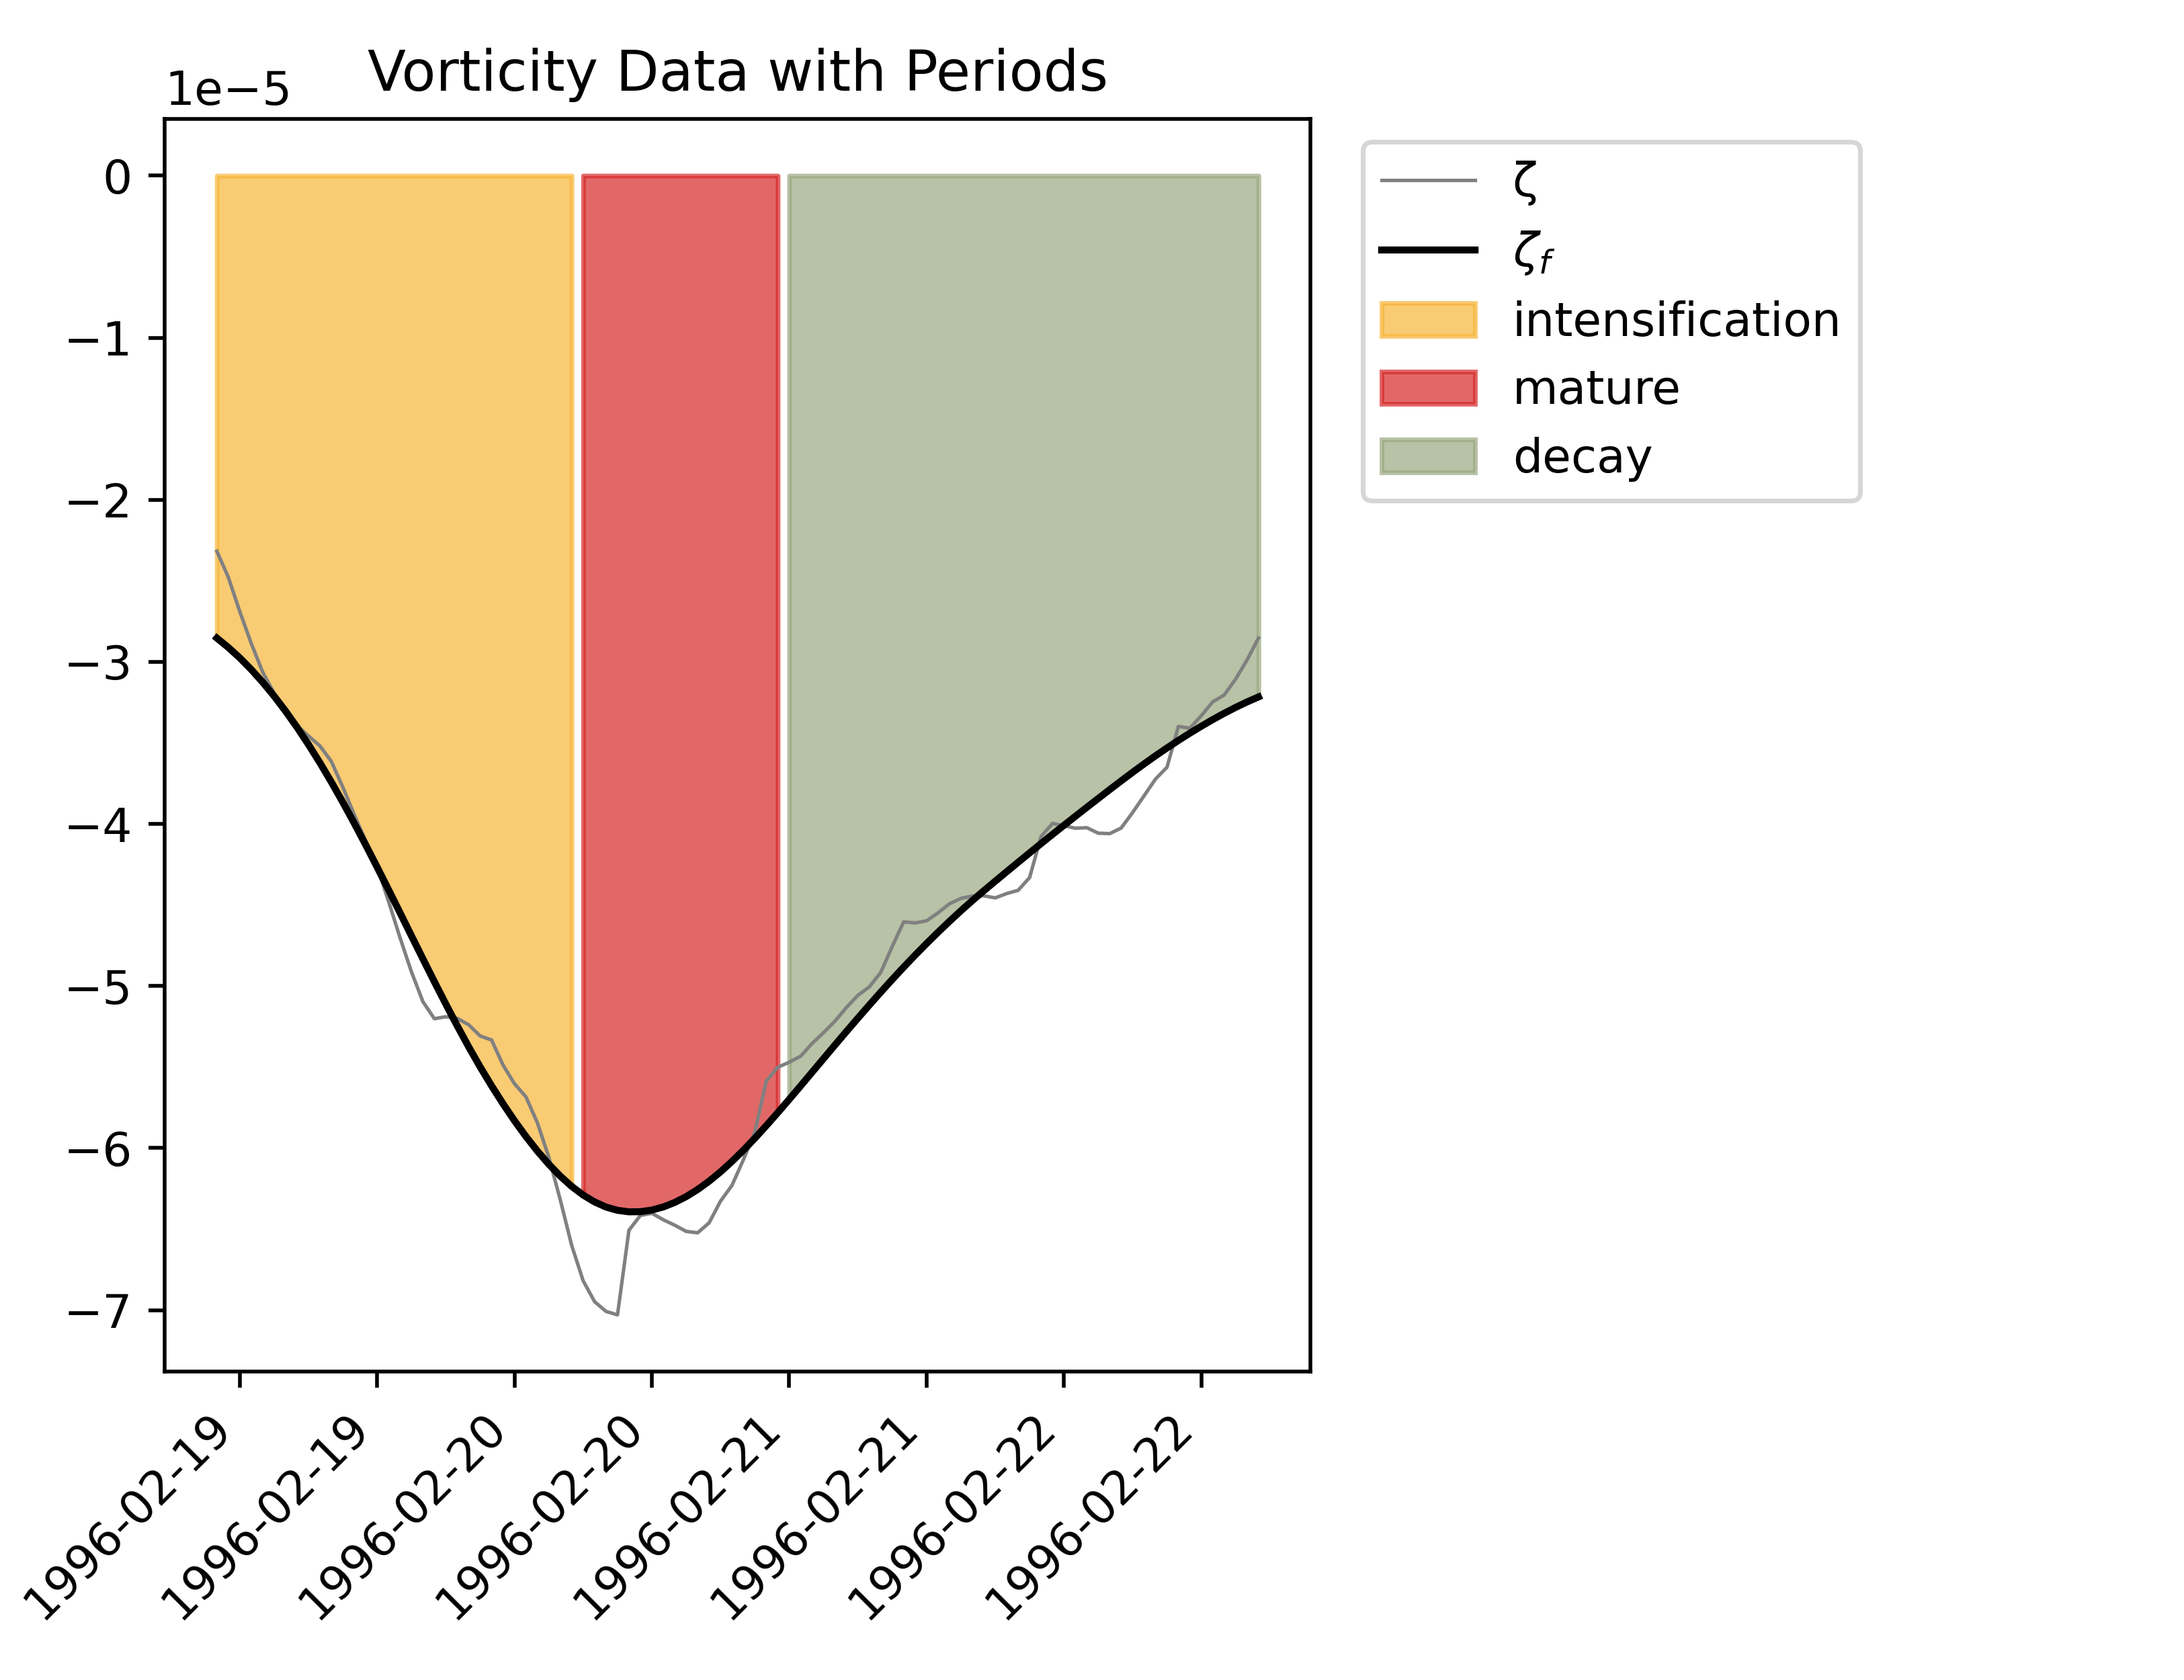 Vorticity Data with Periods
1e−5
0
−1
−2
−3
−4
−5
−6
−7
1996-02-19
1996-02-19
1996-02-20
1996-02-20
1996-02-21
1996-02-21
1996-02-22
1996-02-22
ζ
ζf
intensification
mature
decay